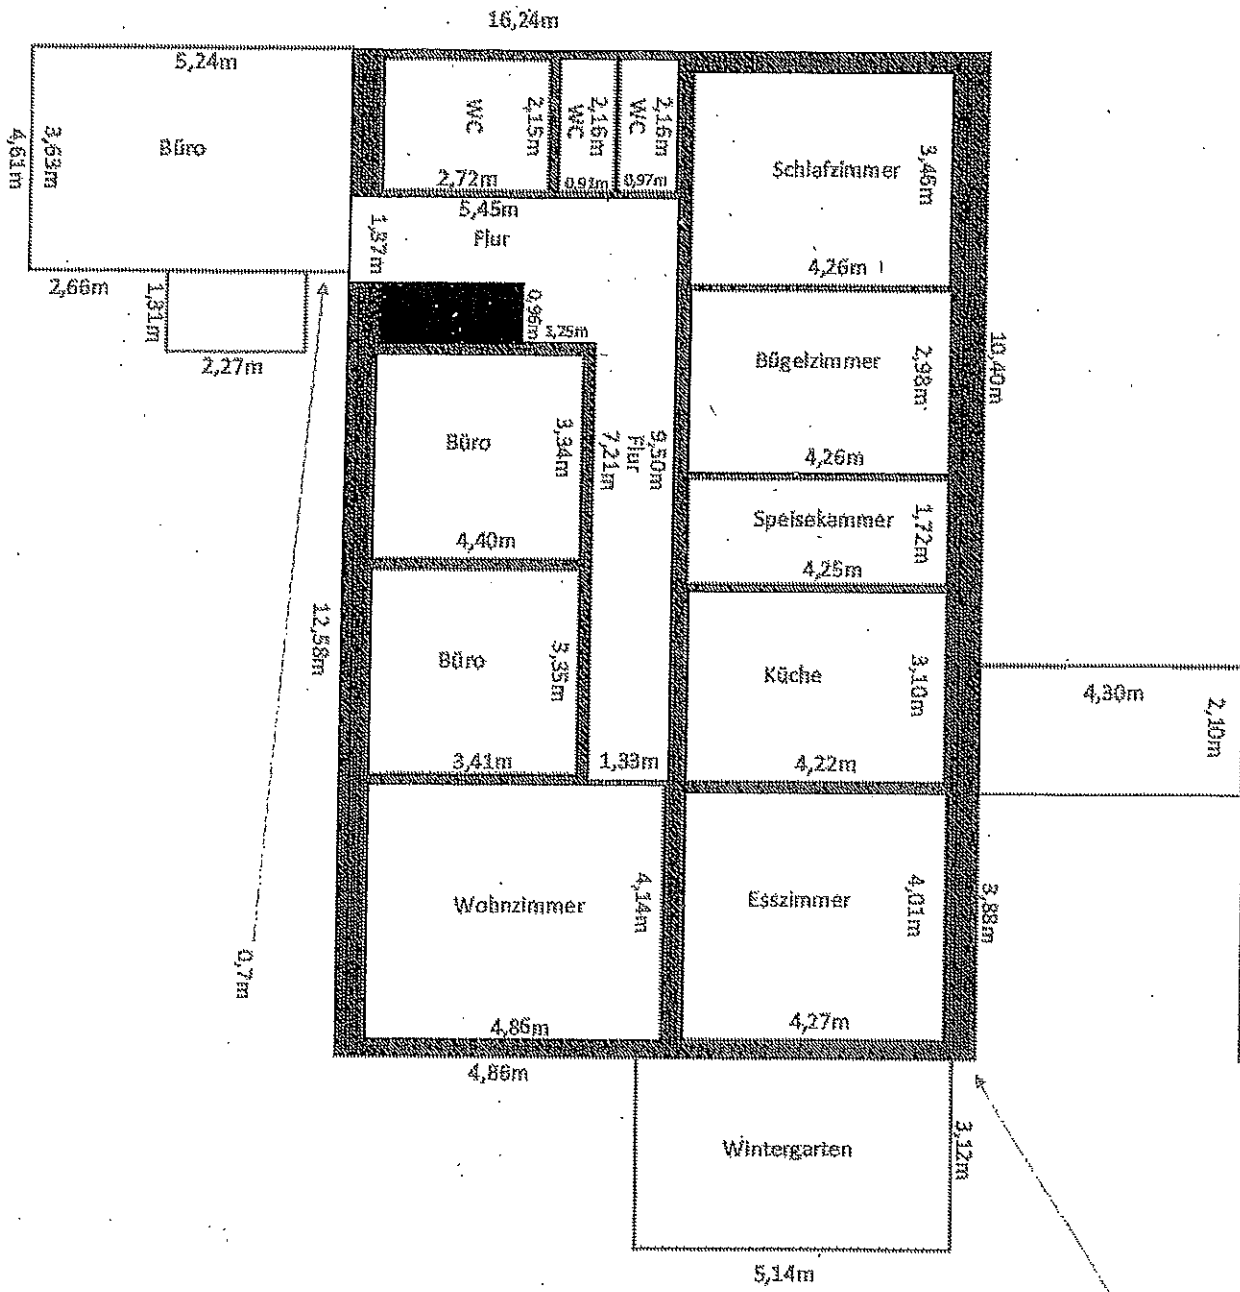 16,24m
5,24m
Büro
3,63m
4,61m
2,66m
1,31m
2,27m
WC
2,15m
2,72m
2,16m
WC
0,91m
2,16m
WC
0,97m
5,45m
Flur
1,37m
0,96m
Schlafzimmer
3,46m
4,26m
Bügelzimmer
2,98m
4,26m
10,40m
Büro
3,34m
4,40m
9,50m
Flur
7,21m
Speisekammer
1,72m
4,25m
12,58m
Büro
3,35m
3,41m
1,33m
Küche
3,10m
4,22m
4,30m
2,10m
Wohnzimmer
4,14m
4,86m
Esszimmer
4,01m
4,27m
3,88m
0,7m
4,86m
Wintergarten
3,12m
5,14m